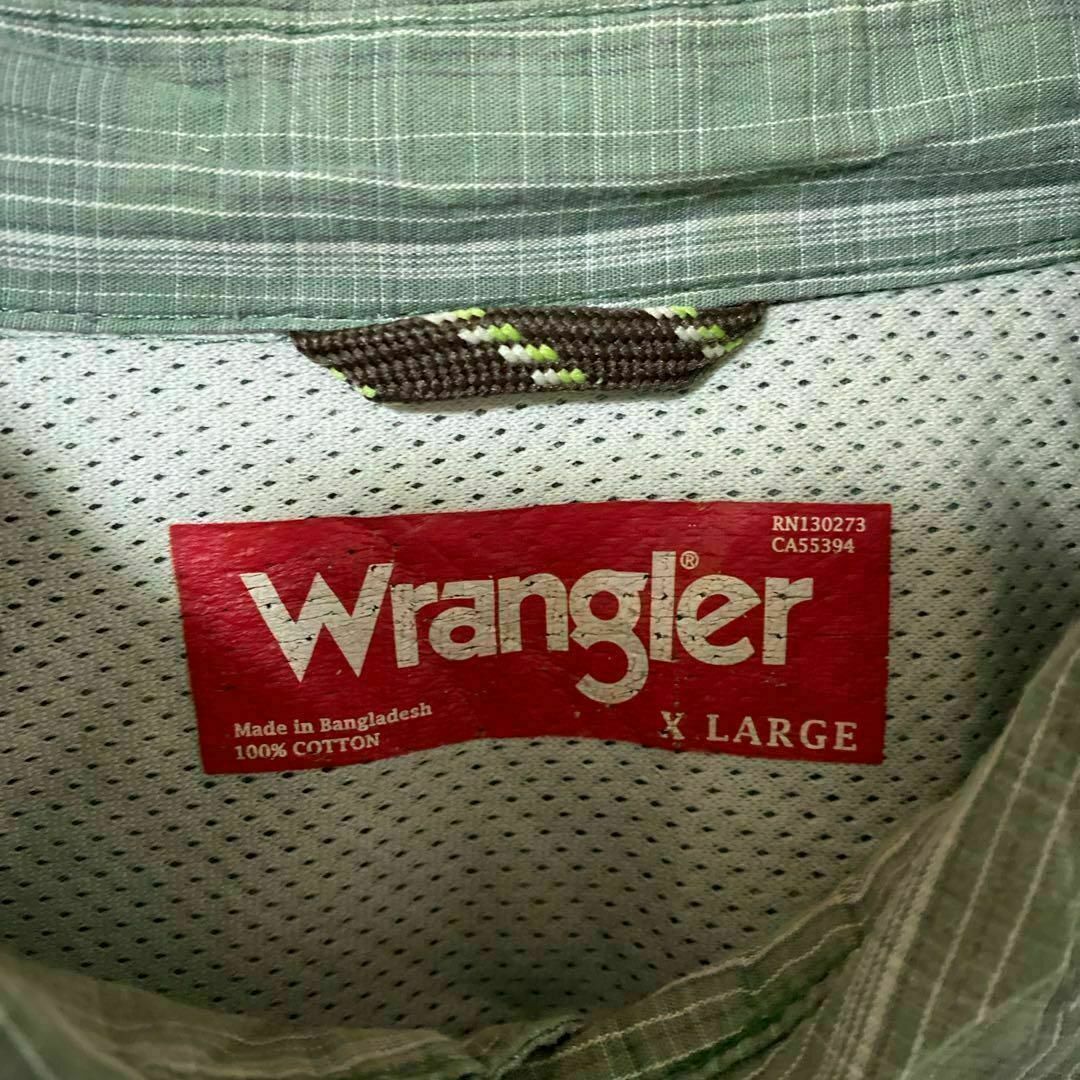 RN130273
CA55394
Wrangler®
Made in Bangladesh
100% COTTON
X LARGE